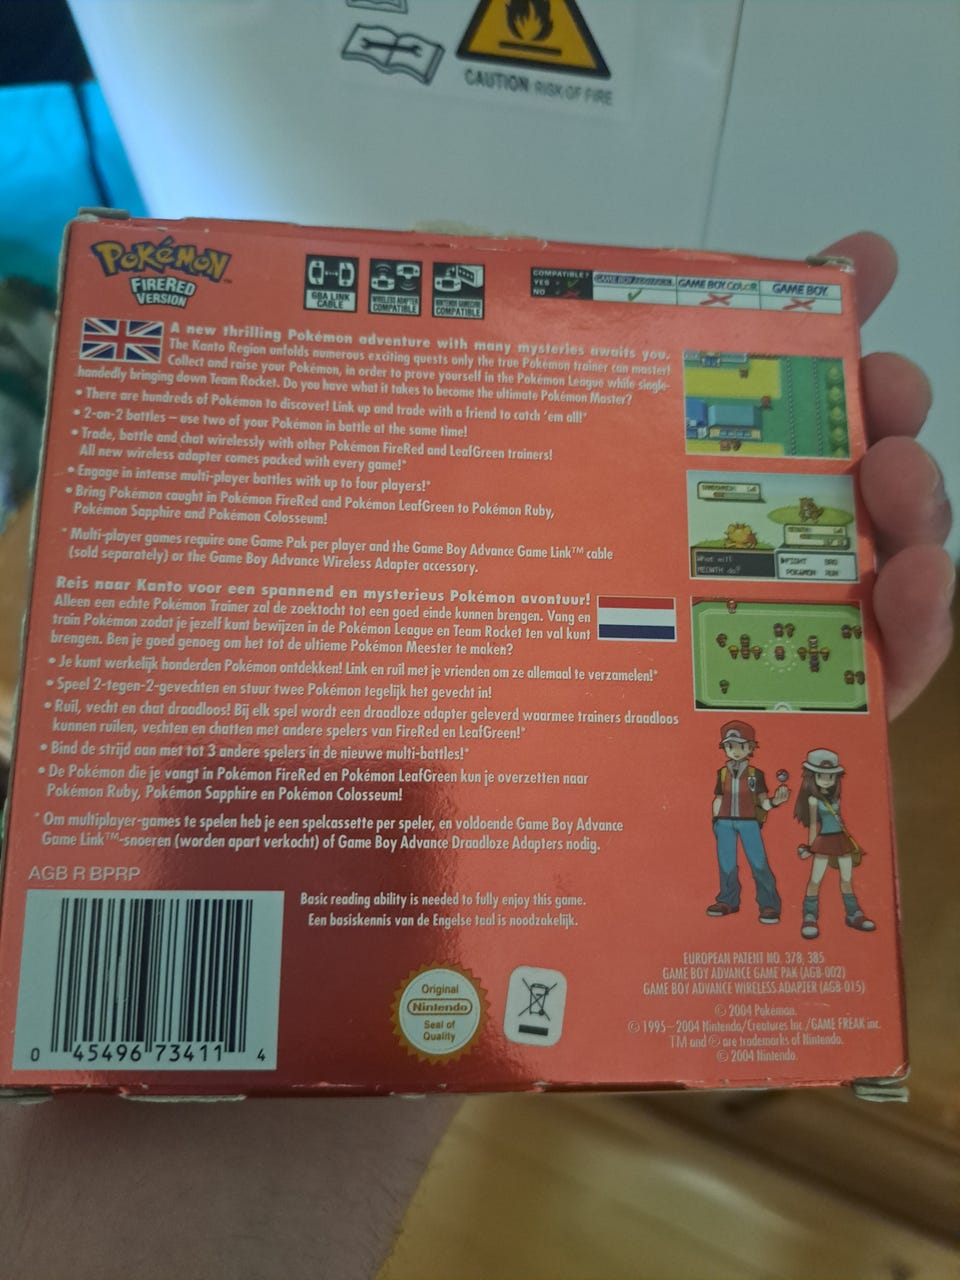 CAUTION RISK OF FIRE
POKéMON™
FIRERED
VERSION
GBA LINK
CABLE
WIRELESS ADAPTER
COMPATIBLE
NINTENDO GAMECUBE
COMPATIBLE
COMPATIBLE?
YES
NO
GAME BOY ADVANCE
GAME BOY COLOR
GAME BOY
A new thrilling Pokémon adventure with many mysteries awaits you.
The Kanto Region unfolds numerous exciting quests only the true Pokémon trainer can master!
Collect and raise your Pokémon, in order to prove yourself in the Pokémon League while single-
handedly bringing down Team Rocket. Do you have what it takes to become the ultimate Pokémon Master?
• There are hundreds of Pokémon to discover! Link up and trade with a friend to catch 'em all!*
• 2-on-2 battles – use two of your Pokémon in battle at the same time!
• Trade, battle and chat wirelessly with other Pokémon FireRed and LeafGreen trainers!
All new wireless adapter comes packed with every game!*
• Engage in intense multi-player battles with up to four players!*
• Bring Pokémon caught in Pokémon FireRed and Pokémon LeafGreen to Pokémon Ruby,
Pokémon Sapphire and Pokémon Colosseum!
* Multi-player games require one Game Pak per player and the Game Boy Advance Game Link™ cable
(sold separately) or the Game Boy Advance Wireless Adapter accessory.
What will
MEOWTH do?
FIGHT BAG
POKéMON RUN
Reis naar Kanto voor een spannend en mysterieus Pokémon avontuur!
Alleen een echte Pokémon Trainer zal de zoektocht tot een goed einde kunnen brengen. Vang en
train Pokémon zodat je jezelf kunt bewijzen in de Pokémon League en Team Rocket ten val kunt
brengen. Ben je goed genoeg om het tot de ultieme Pokémon Meester te maken?
• Je kunt werkelijk honderden Pokémon ontdekken! Link en ruil met je vrienden om ze allemaal te verzamelen!*
• Speel 2-tegen-2-gevechten en stuur twee Pokémon tegelijk het gevecht in!
• Ruil, vecht en chat draadloos! Bij elk spel wordt een draadloze adapter geleverd waarmee trainers draadloos
kunnen ruilen, vechten en chatten met andere spelers van FireRed en LeafGreen!*
• Bind de strijd aan met tot 3 andere spelers in de nieuwe multi-battles!*
• De Pokémon die je vangt in Pokémon FireRed en Pokémon LeafGreen kun je overzetten naar
Pokémon Ruby, Pokémon Sapphire en Pokémon Colosseum!
* Om multiplayer-games te spelen heb je een spelcassette per speler, en voldoende Game Boy Advance
Game Link™-snoeren (worden apart verkocht) of Game Boy Advance Draadloze Adapters nodig.
AGB R BPRP
Basic reading ability is needed to fully enjoy this game.
Een basiskennis van de Engelse taal is noodzakelijk.
0 45496 73411 4
Original
Nintendo
Seal of
Quality
EUROPEAN PATENT NO. 378, 385
GAME BOY ADVANCE GAME PAK (AGB-002)
GAME BOY ADVANCE WIRELESS ADAPTER (AGB-015)
© 2004 Pokémon.
© 1995–2004 Nintendo/Creatures Inc./GAME FREAK inc.
TM and ® are trademarks of Nintendo.
© 2004 Nintendo.